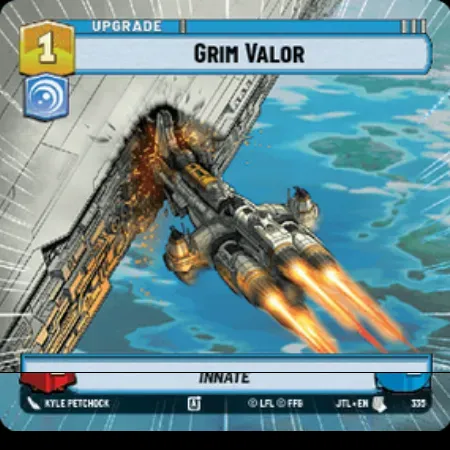 UPGRADE
1
GRIM VALOR
INNATE
KYLE PETCHOCK
Ⓒ LFL Ⓒ FFG
JTL • EN
335